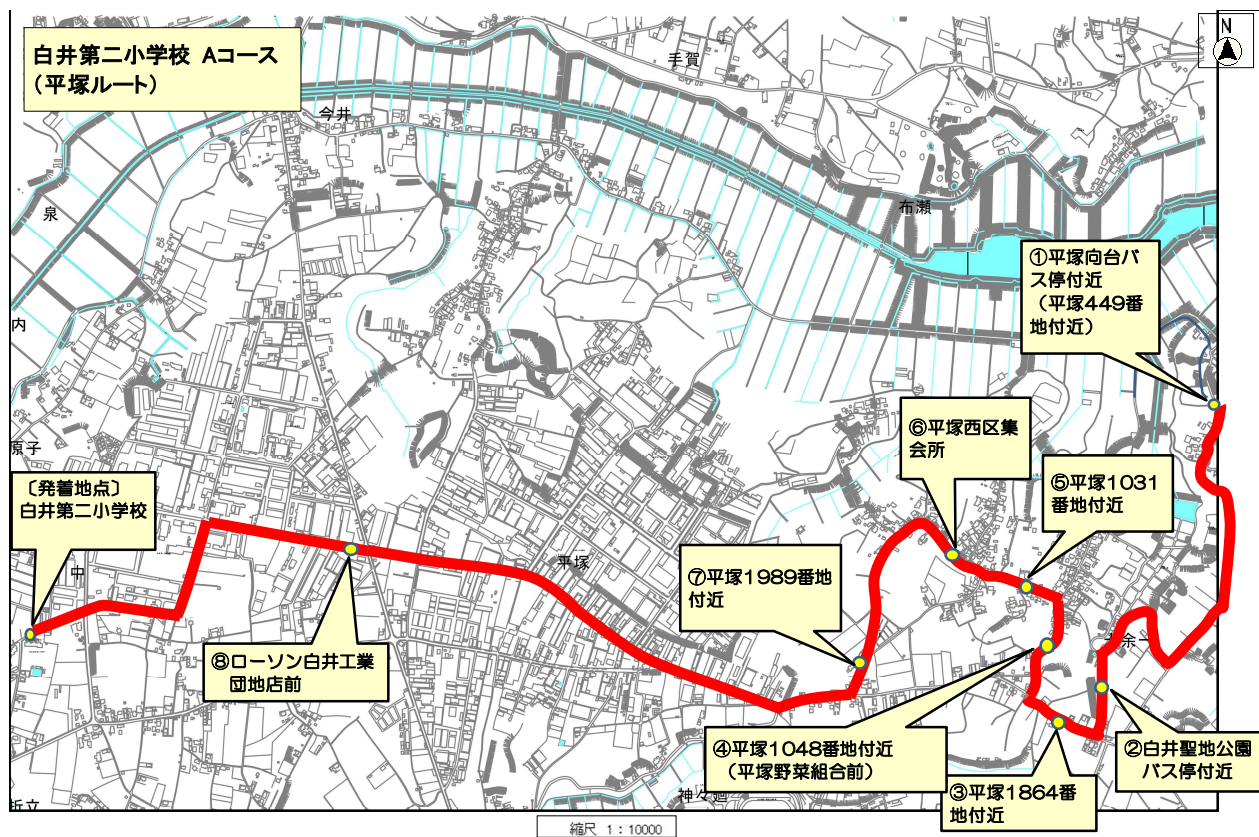 白井第二小学校 Aコース
(平塚ルート)
N
手賀
今井
泉
布瀬
①平塚向台バ
ス停付近
(平塚449番
地付近)
内
原子
⑥平塚西区集
会所
⑤平塚1031
番地付近
〔発着地点〕
白井第二小学校
中
平塚
⑦平塚1989番地
付近
余一
⑧ローソン白井工業
団地店前
④平塚1048番地付近
(平塚野菜組合前)
②白井聖地公園
バス停付近
③平塚1864番
地付近
神々廻
折立
縮尺 1:10000